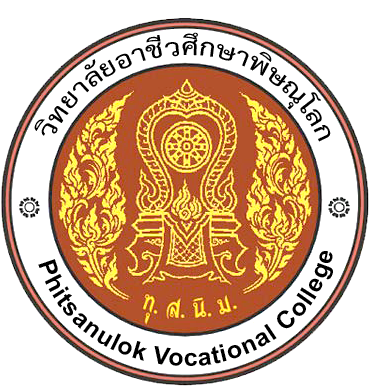 วิทยาลัยอาชีวศึกษาพิษณุโลก
ทุ. ส. นิ. ม.
Phitsanulok Vocational College